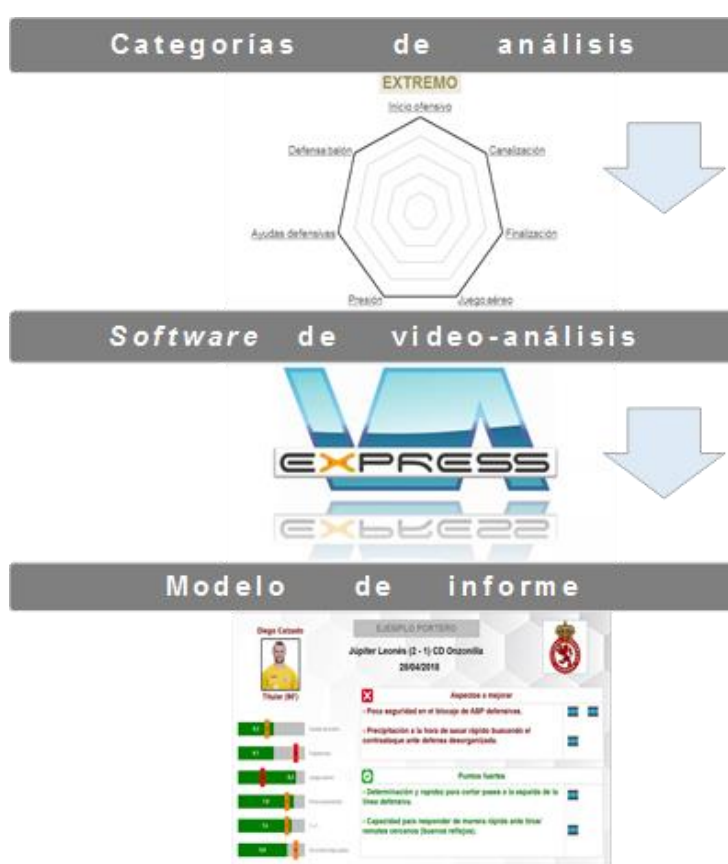 Categorías de análisis
EXTREMO
Inicio ofensivo
Defensa balón
Canalización
Ayudas defensivas
Finalización
Presión
Juego aéreo
Software de video-análisis
VA
EXPRESS
Modelo de informe
Diego Calzado
EJEMPLO PORTERO
Júpiter Leonés (2 - 1) CD Onzonilla
28/04/2018
Titular (90')
Aspectos a mejorar
- Poca seguridad en el blocaje de ABP defensivas.
- Precipitación a la hora de sacar rápido buscando el
contraataque ante defensa desorganizada.
Puntos fuertes
- Determinación y rapidez para cortar pases a la espalda de la
línea defensiva.
- Capacidad para responder de manera rápida ante tiros/
remates cercanos (buenos reflejos).